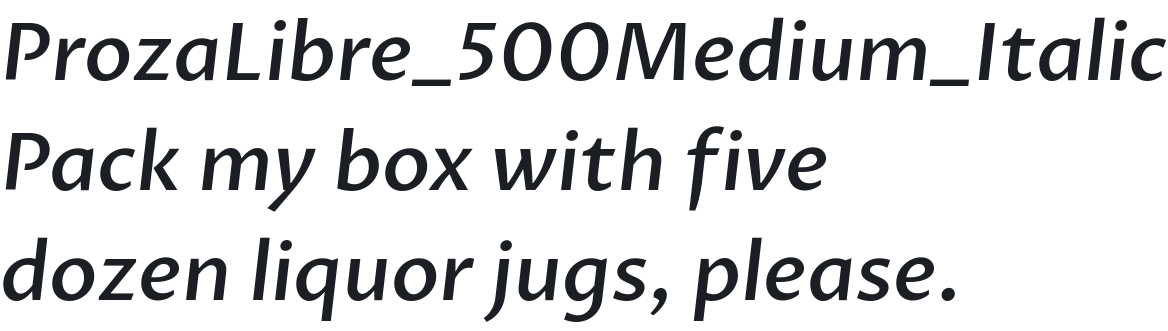 ProzaLibre_500Medium_Italic
Pack my box with five
dozen liquor jugs, please.